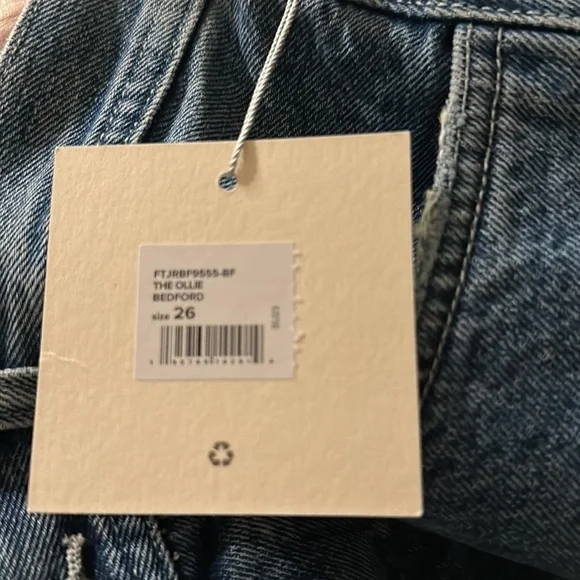 FTJRBF9555-BF
THE OLLIE
BEDFORD
size 26